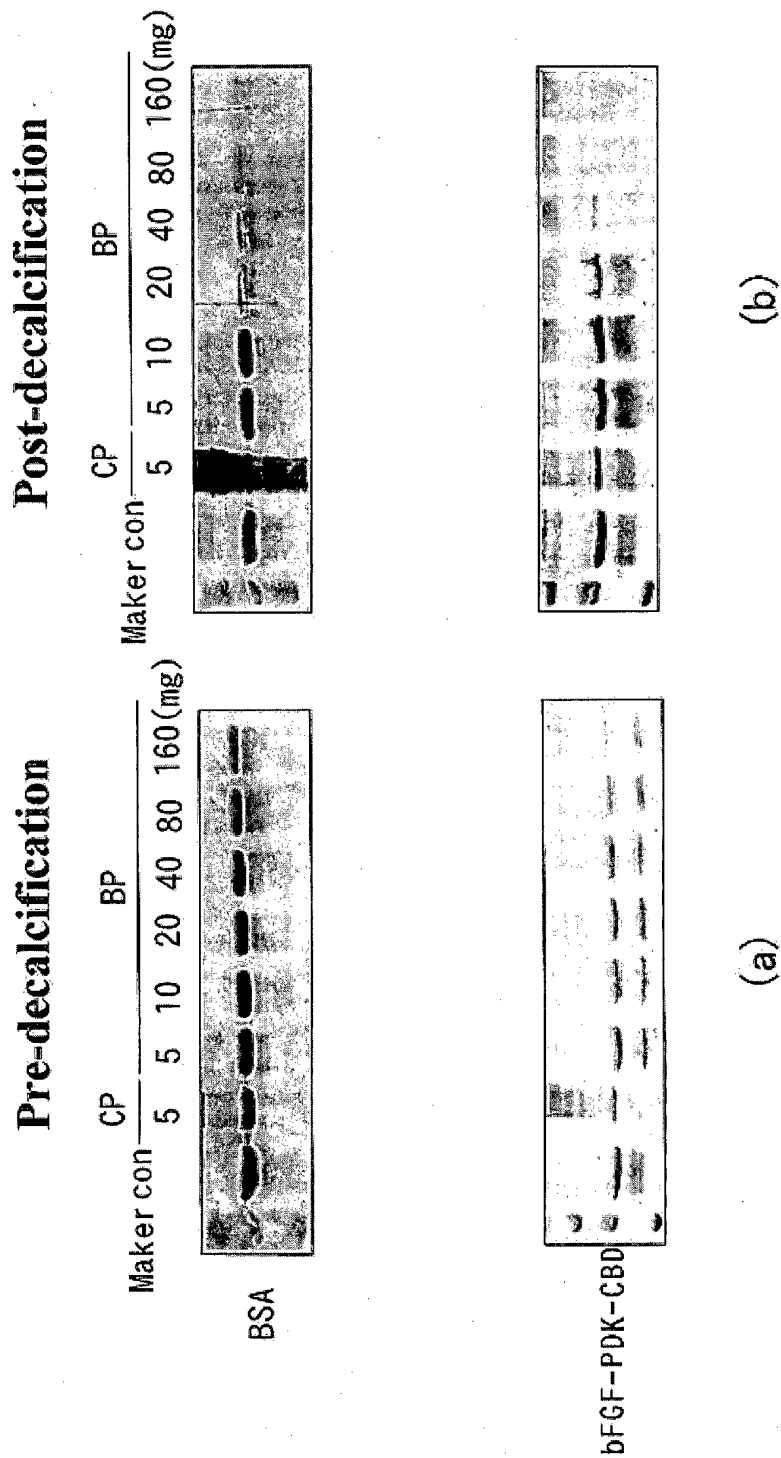 Pre-decalcification
CP BP
Maker con 5 5 10 20 40 80 160(mg)
BSA
bFGF-PDK-CBD
(a)
Post-decalcification
CP BP
Maker con 5 5 10 20 40 80 160(mg)
(b)